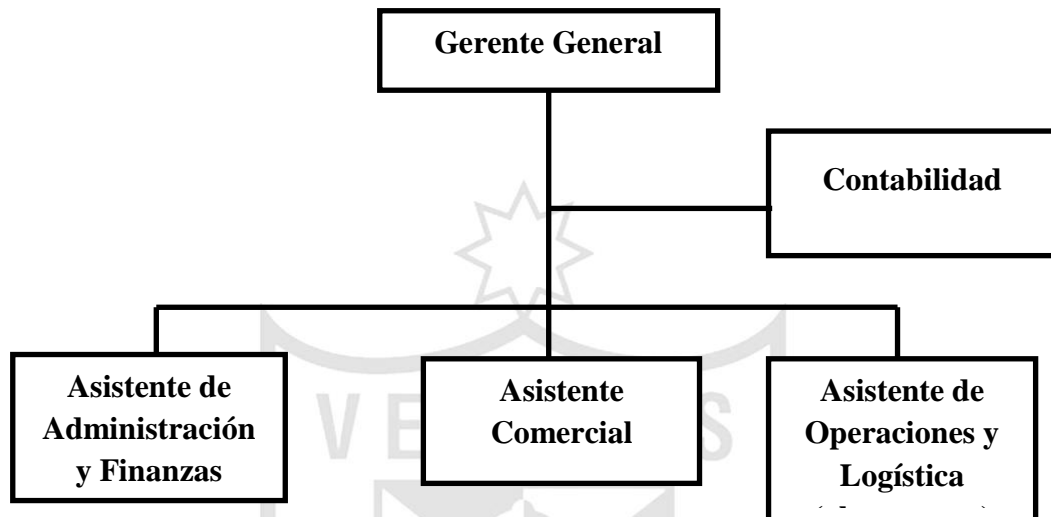 Gerente General
Contabilidad
Asistente de
Administración
y Finanzas
Asistente
Comercial
Asistente de
Operaciones y
Logística